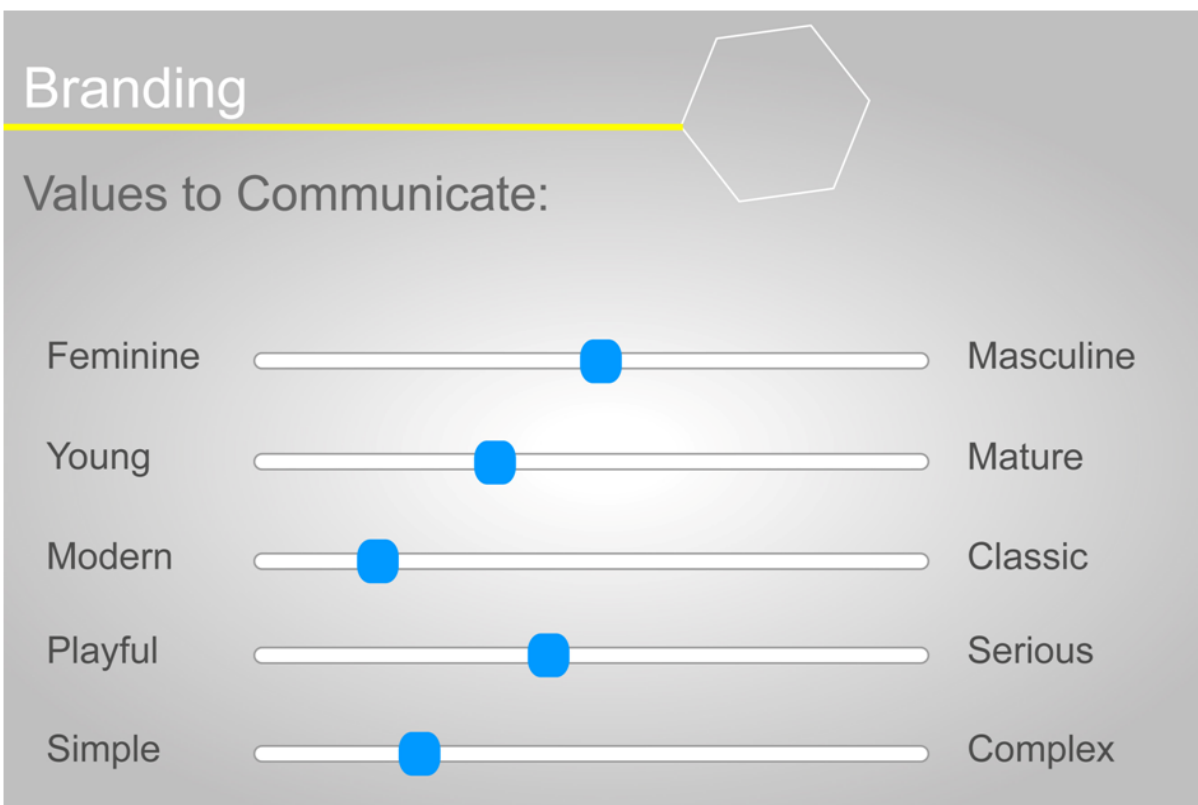 Branding
Values to Communicate:
Feminine Masculine
Young Mature
Modern Classic
Playful Serious
Simple Complex